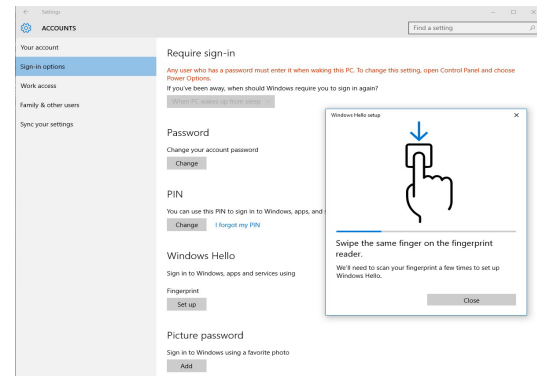 Settings
ACCOUNTS
Find a setting
Your account
Sign-in options
Work access
Family & other users
Sync your settings
Require sign-in
Any user who has a password must enter it when waking this PC. To change this setting, open Control Panel and choose
Power Options.
If you've been away, when should Windows require you to sign in again?
When PC wakes up from sleep
Password
Change your account password
Change
PIN
You can use this PIN to sign in to Windows, apps, and
Change I forgot my PIN
Windows Hello
Sign in to Windows, apps and services using
Fingerprint
Set up
Picture password
Sign in to Windows using a favorite photo
Add
Windows Hello setup
Swipe the same finger on the fingerprint
reader.
We'll need to scan your fingerprint a few times to set up
Windows Hello.
Close